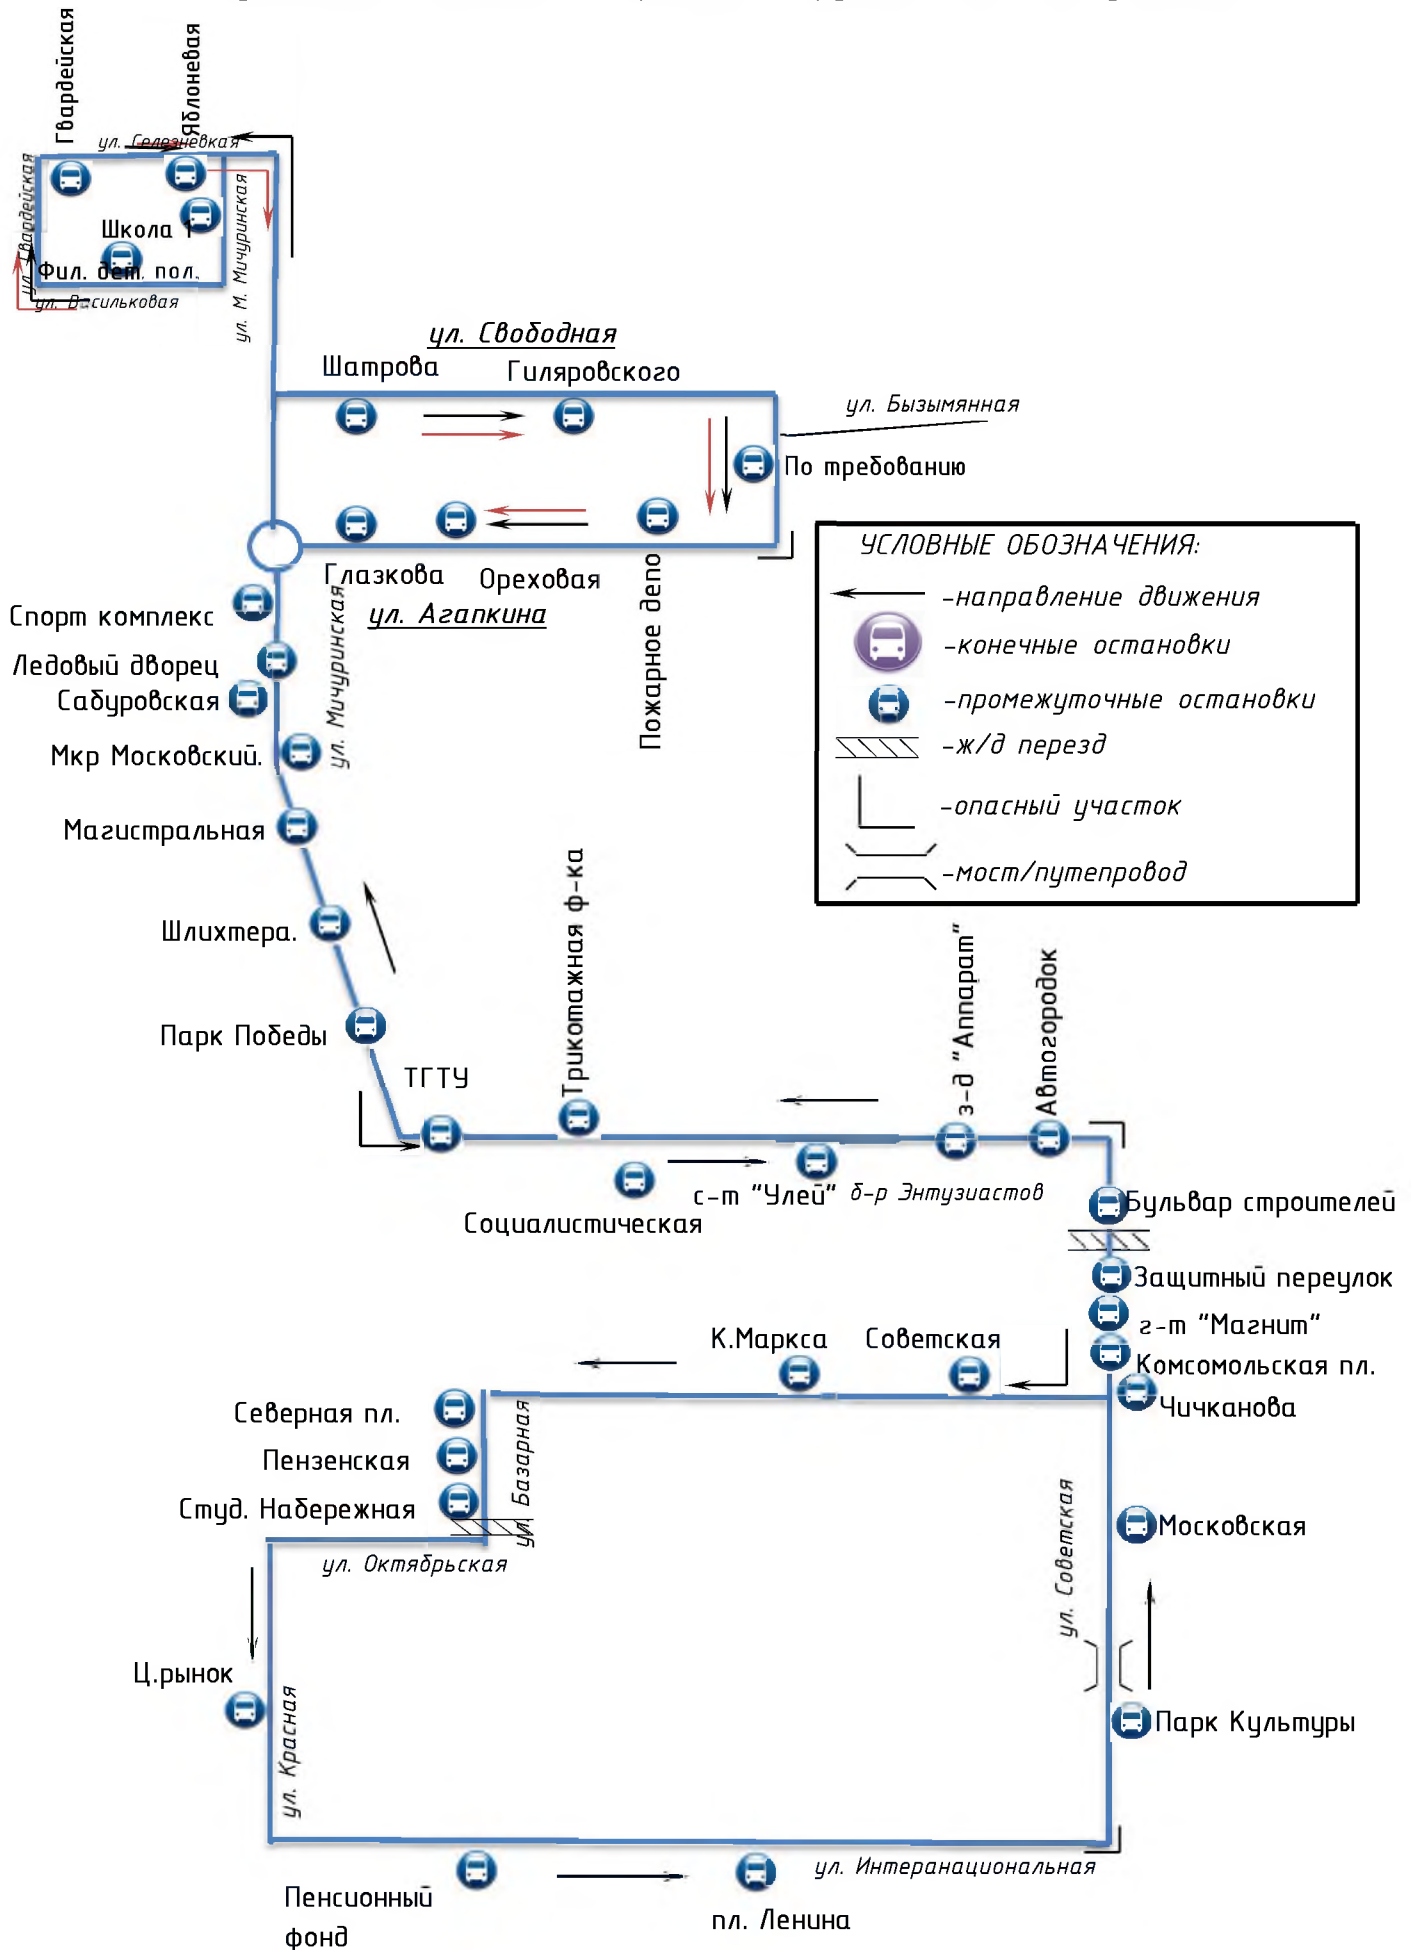 Гвардейская
Яблоневая
ул. Селезневкая
ул. Гвардейская
Школа 1
Фил. дет. пол.
ул. Васильковая
ул. М. Мичуринская
ул. Свободная
Шатрова
Гиляровского
ул. Бызымянная
По требованию
Глазкова
Ореховая
ул. Агапкина
Пожарное депо
УСЛОВНЫЕ ОБОЗНАЧЕНИЯ:
-направление движения
-конечные остановки
-промежуточные остановки
-ж/д перезд
-опасный участок
-мост/путепровод
Спорт комплекс
Ледовый дворец
Сабуровская
ул. Мичуринская
Мкр Московский.
Магистральная
Шлихтера.
Парк Победы
ТГТУ
Трикотажная ф-ка
з-д "Аппарат"
Автогородок
Социалистическая
с-т "Улей"
б-р Энтузиастов
Бульвар строителей
Защитный переулок
г-т "Магнит"
Комсомольская пл.
Чичканова
К.Маркса
Советская
Северная пл.
Пензенская
Студ. Набережная
ул. Базарная
ул. Октябрьская
ул. Советская
Московская
Ц.рынок
ул. Красная
Парк Культуры
ул. Интеранациональная
Пенсионный
фонд
пл. Ленина